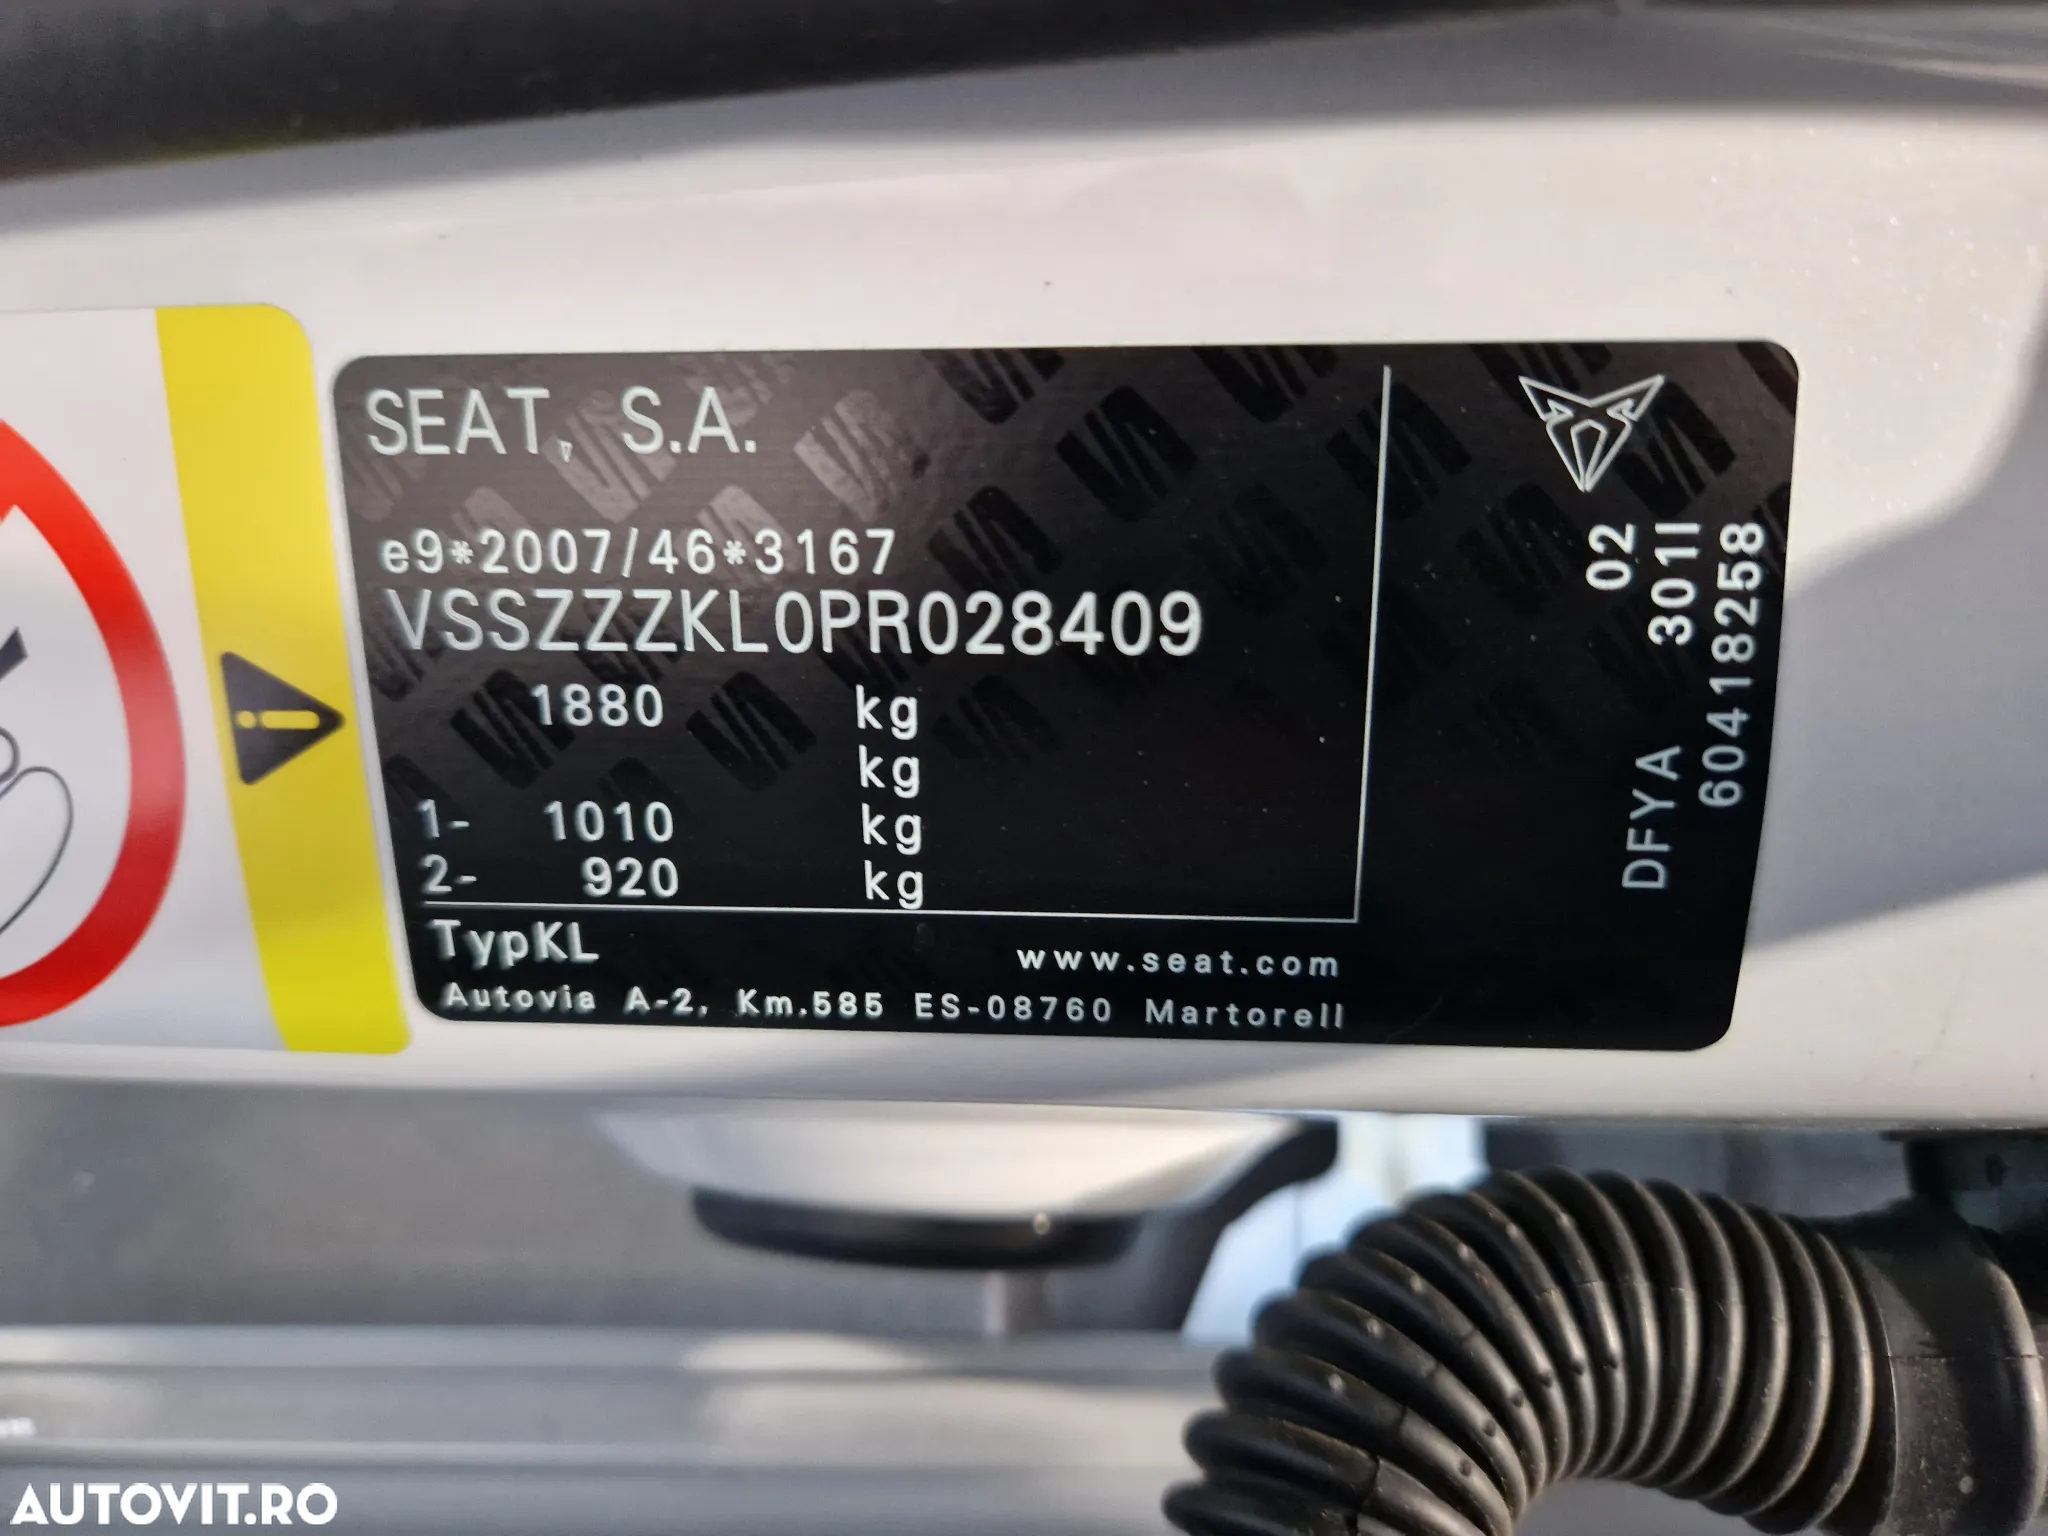 SEAT, S.A.
e9*2007/46*3167
VSSZZZKL0PR028409
1880 kg
kg
1- 1010 kg
2- 920 kg
TypKL
www.seat.com
Autovia A-2, Km.585 ES-08760 Martorell
02
DFYA 301I
60418258
AUTOVIT.RO